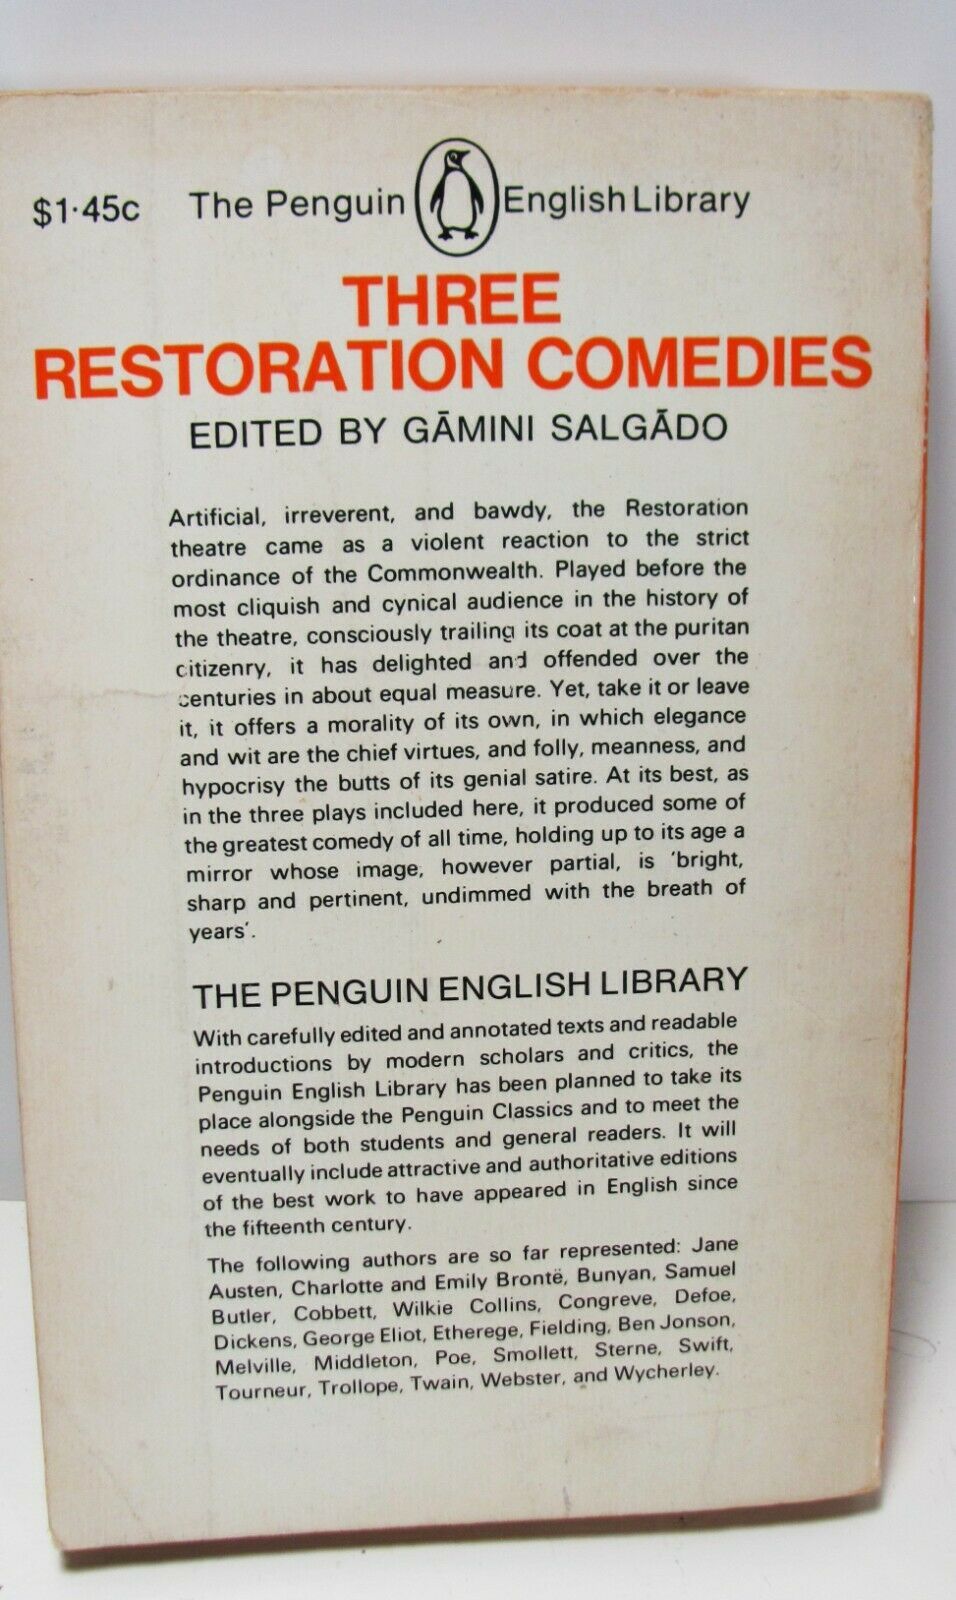 $1·45c The Penguin English Library
THREE
RESTORATION COMEDIES
EDITED BY GĀMINI SALGĀDO
Artificial, irreverent, and bawdy, the Restoration
theatre came as a violent reaction to the strict
ordinance of the Commonwealth. Played before the
most cliquish and cynical audience in the history of
the theatre, consciously trailing its coat at the puritan
citizenry, it has delighted and offended over the
centuries in about equal measure. Yet, take it or leave
it, it offers a morality of its own, in which elegance
and wit are the chief virtues, and folly, meanness, and
hypocrisy the butts of its genial satire. At its best, as
in the three plays included here, it produced some of
the greatest comedy of all time, holding up to its age a
mirror whose image, however partial, is 'bright,
sharp and pertinent, undimmed with the breath of
years'.
THE PENGUIN ENGLISH LIBRARY
With carefully edited and annotated texts and readable
introductions by modern scholars and critics, the
Penguin English Library has been planned to take its
place alongside the Penguin Classics and to meet the
needs of both students and general readers. It will
eventually include attractive and authoritative editions
of the best work to have appeared in English since
the fifteenth century.
The following authors are so far represented: Jane
Austen, Charlotte and Emily Brontë, Bunyan, Samuel
Butler, Cobbett, Wilkie Collins, Congreve, Defoe,
Dickens, George Eliot, Etherege, Fielding, Ben Jonson,
Melville, Middleton, Poe, Smollett, Sterne, Swift,
Tourneur, Trollope, Twain, Webster, and Wycherley.